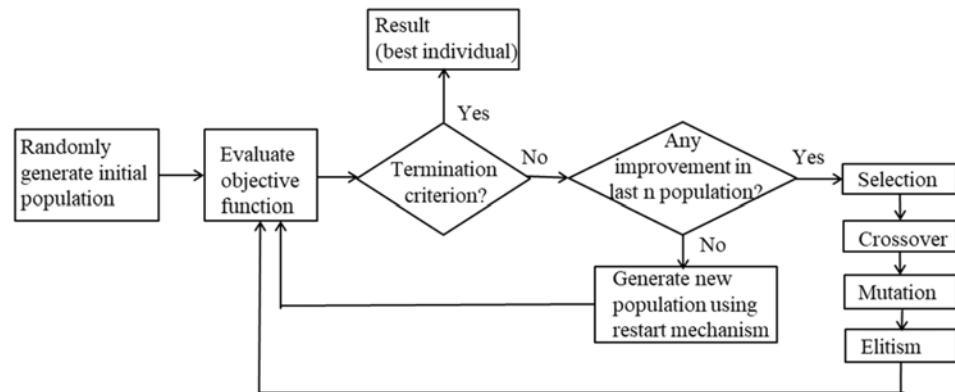 Result
(best individual)
Yes
Randomly
generate initial
population
Evaluate
objective
function
Termination
criterion?
No
Any
improvement in
last n population?
Yes
Selection
Crossover
Mutation
Elitism
No
Generate new
population using
restart mechanism